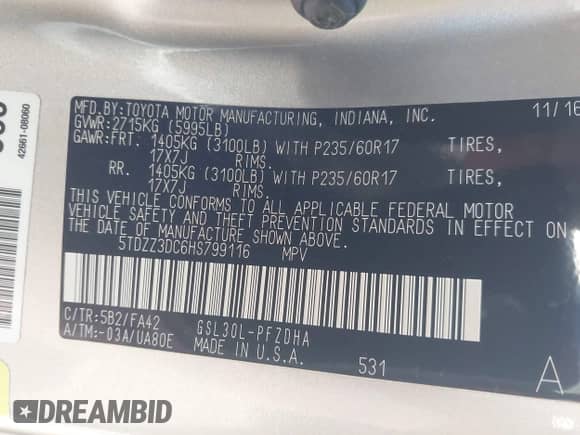 42661-08060
MFD.BY:TOYOTA MOTOR MANUFACTURING, INDIANA, INC. 11/16
GVWR: 2715KG (5995LB)
GAWR:FRT. 1405KG (3100LB) WITH P235/60R17 TIRES,
17X7J RIMS.
RR. 1405KG (3100LB) WITH P235/60R17 TIRES,
17X7J RIMS.
THIS VEHICLE CONFORMS TO ALL APPLICABLE FEDERAL MOTOR
VEHICLE SAFETY AND THEFT PREVENTION STANDARDS IN EFFECT ON
THE DATE OF MANUFACTURE SHOWN ABOVE.
5TDZZ3DC6HS799116 MPV
C/TR:5B2/FA42 GSL30L-PFZDHA
A/TM:-03A/UA80E MADE IN U.S.A. 531 A
DREAMBID